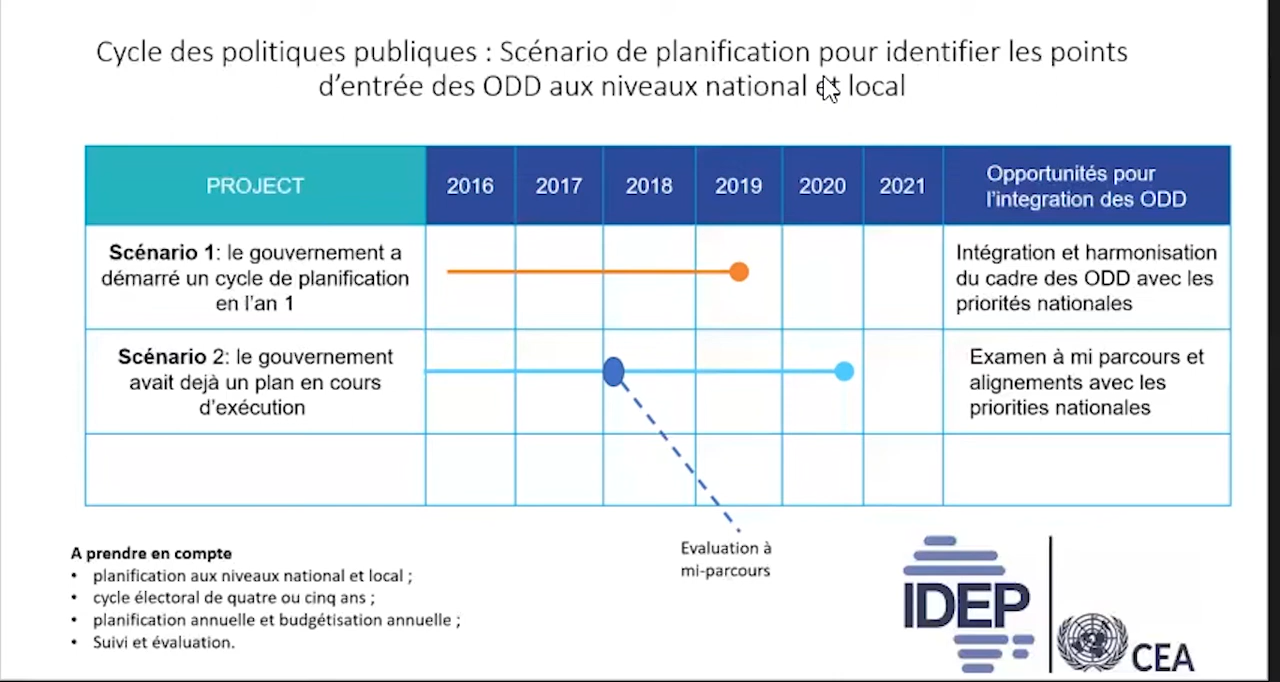 Cycle des politiques publiques : Scénario de planification pour identifier les points
d’entrée des ODD aux niveaux national et local
PROJECT
2016
2017
2018
2019
2020
2021
Opportunités pour
l’integration des ODD
Scénario 1: le gouvernement a
démarré un cycle de planification
en l’an 1
Intégration et harmonisation
du cadre des ODD avec les
priorités nationales
Scénario 2: le gouvernement
avait dejà un plan en cours
d’exécution
Examen à mi parcours et
alignements avec les
priorities nationales
Evaluation à
mi-parcours
A prendre en compte
• planification aux niveaux national et local ;
• cycle électoral de quatre ou cinq ans ;
• planification annuelle et budgétisation annuelle ;
• Suivi et évaluation.
IDEP
CEA